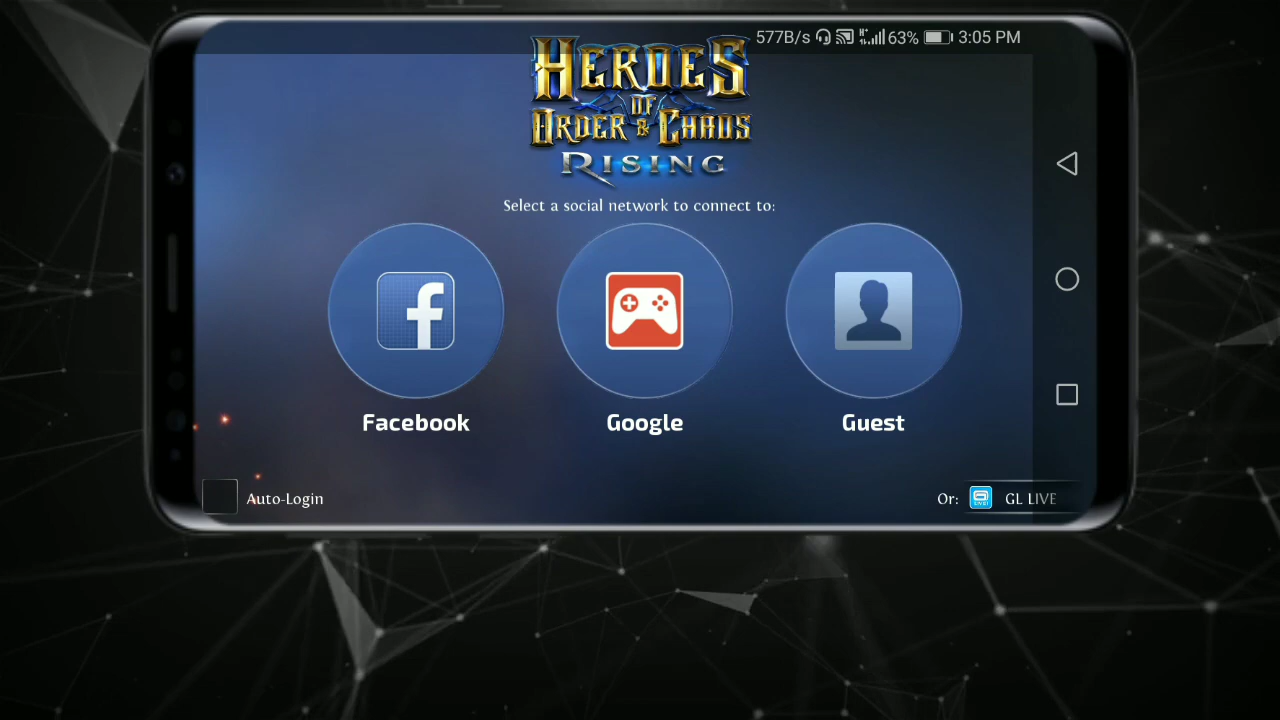 577B/s 63% 3:05 PM
HEROES
OF
ORDER & CHAOS
RISING
Select a social network to connect to:
Facebook Google Guest
Auto-Login Or: GL LIVE